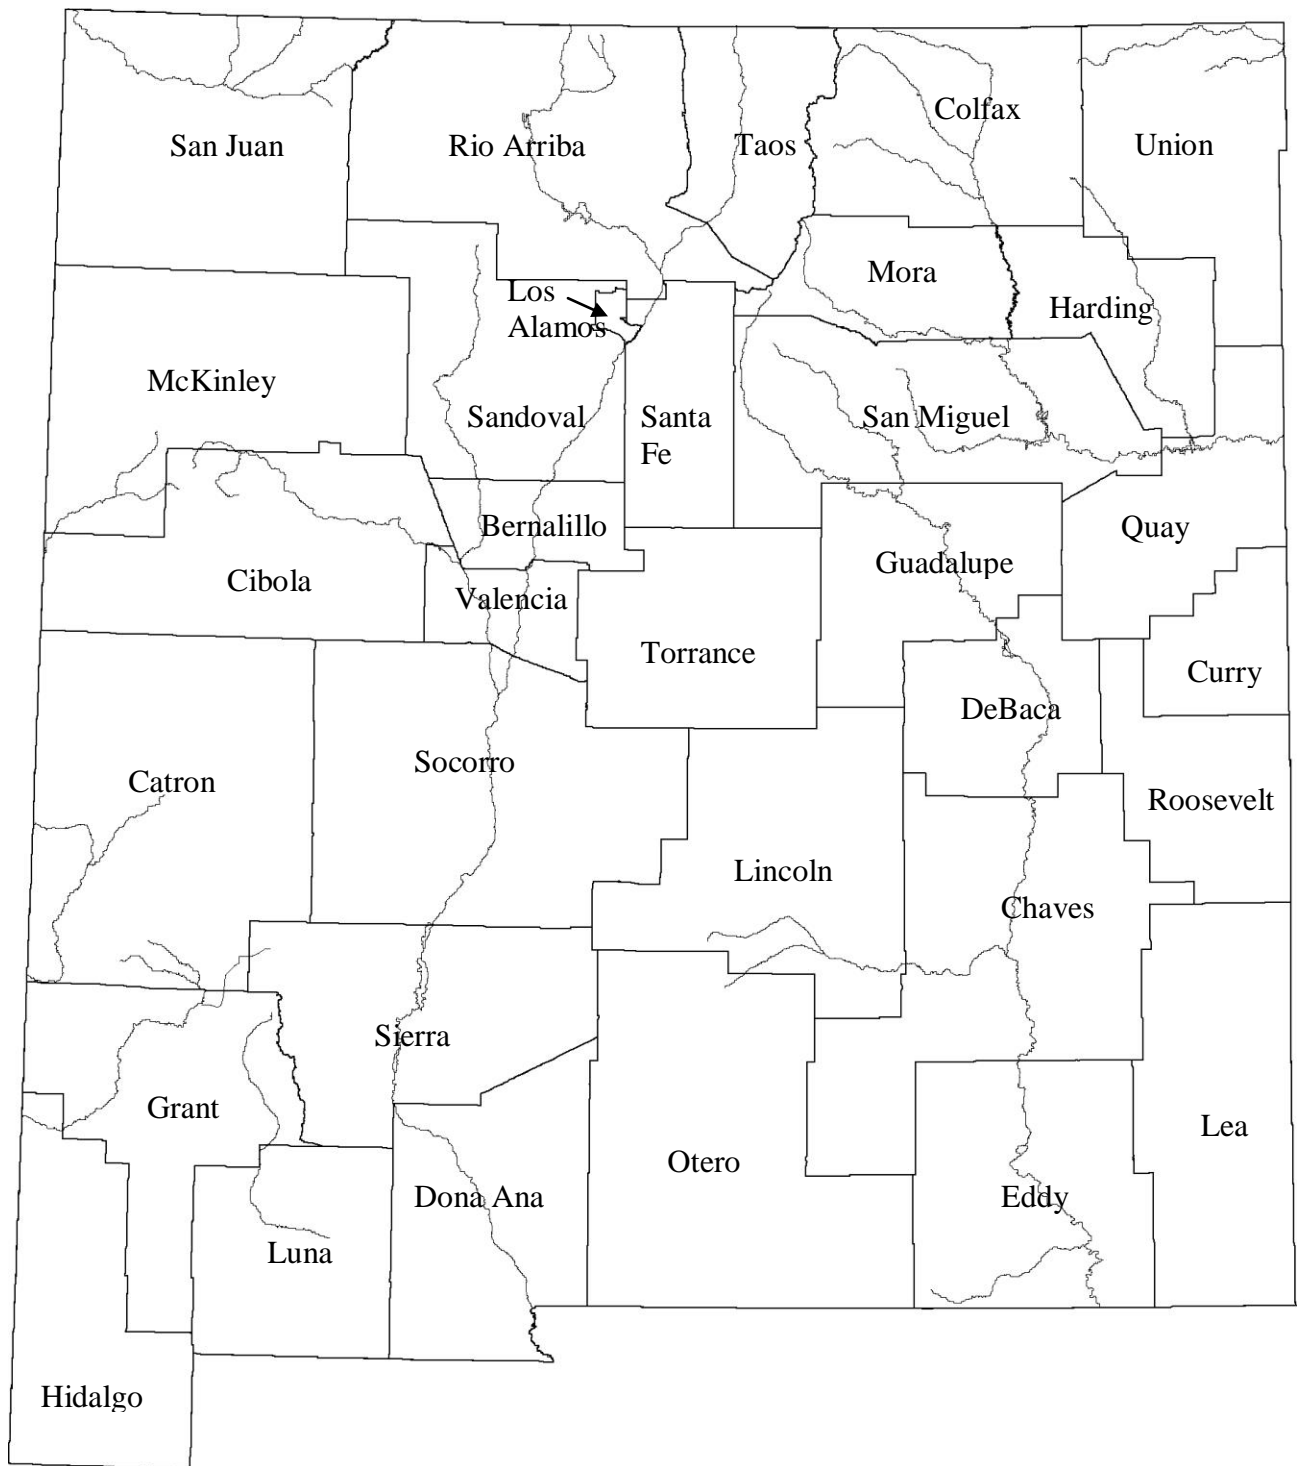 Colfax
San Juan
Rio Arriba
Taos
Union
Mora
Los
Alamos
Harding
McKinley
Sandoval
Santa
Fe
San Miguel
Bernalillo
Quay
Guadalupe
Cibola
Valencia
Torrance
Curry
DeBaca
Socorro
Catron
Roosevelt
Lincoln
Chaves
Sierra
Grant
Lea
Otero
Dona Ana
Eddy
Luna
Hidalgo